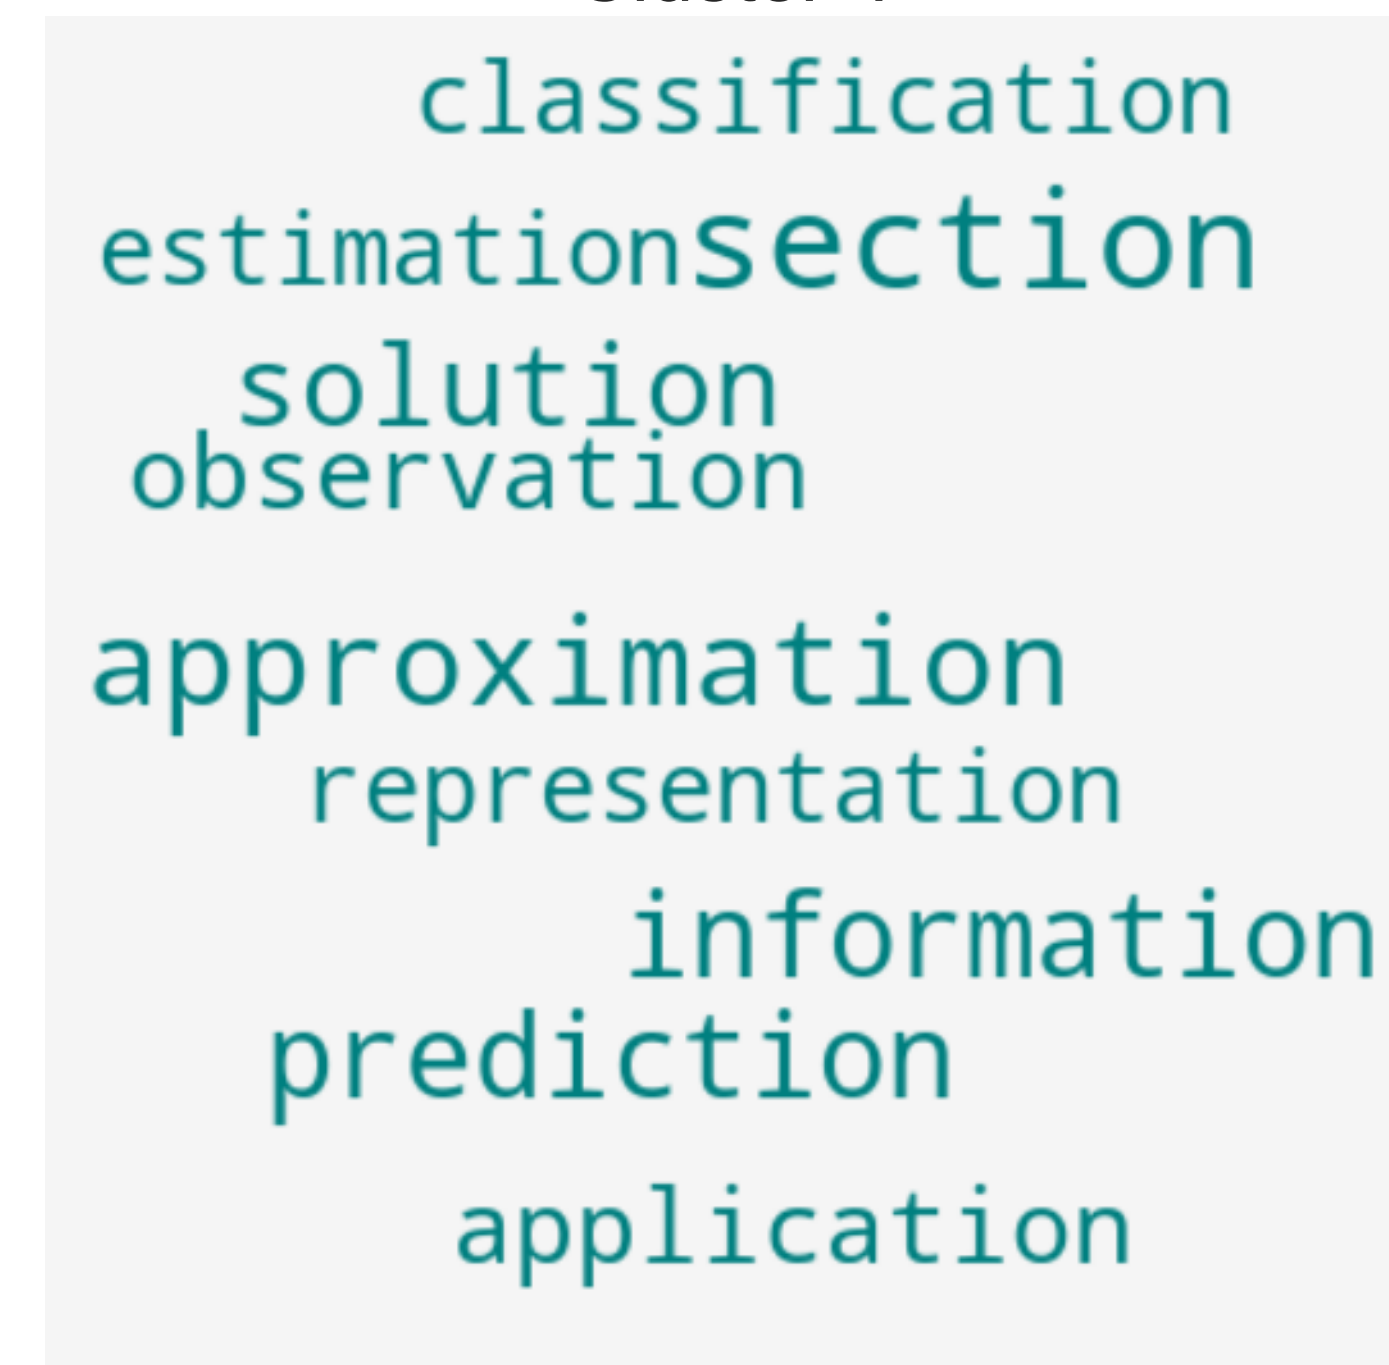 classification
estimation section
solution
observation
approximation
representation
information
prediction
application